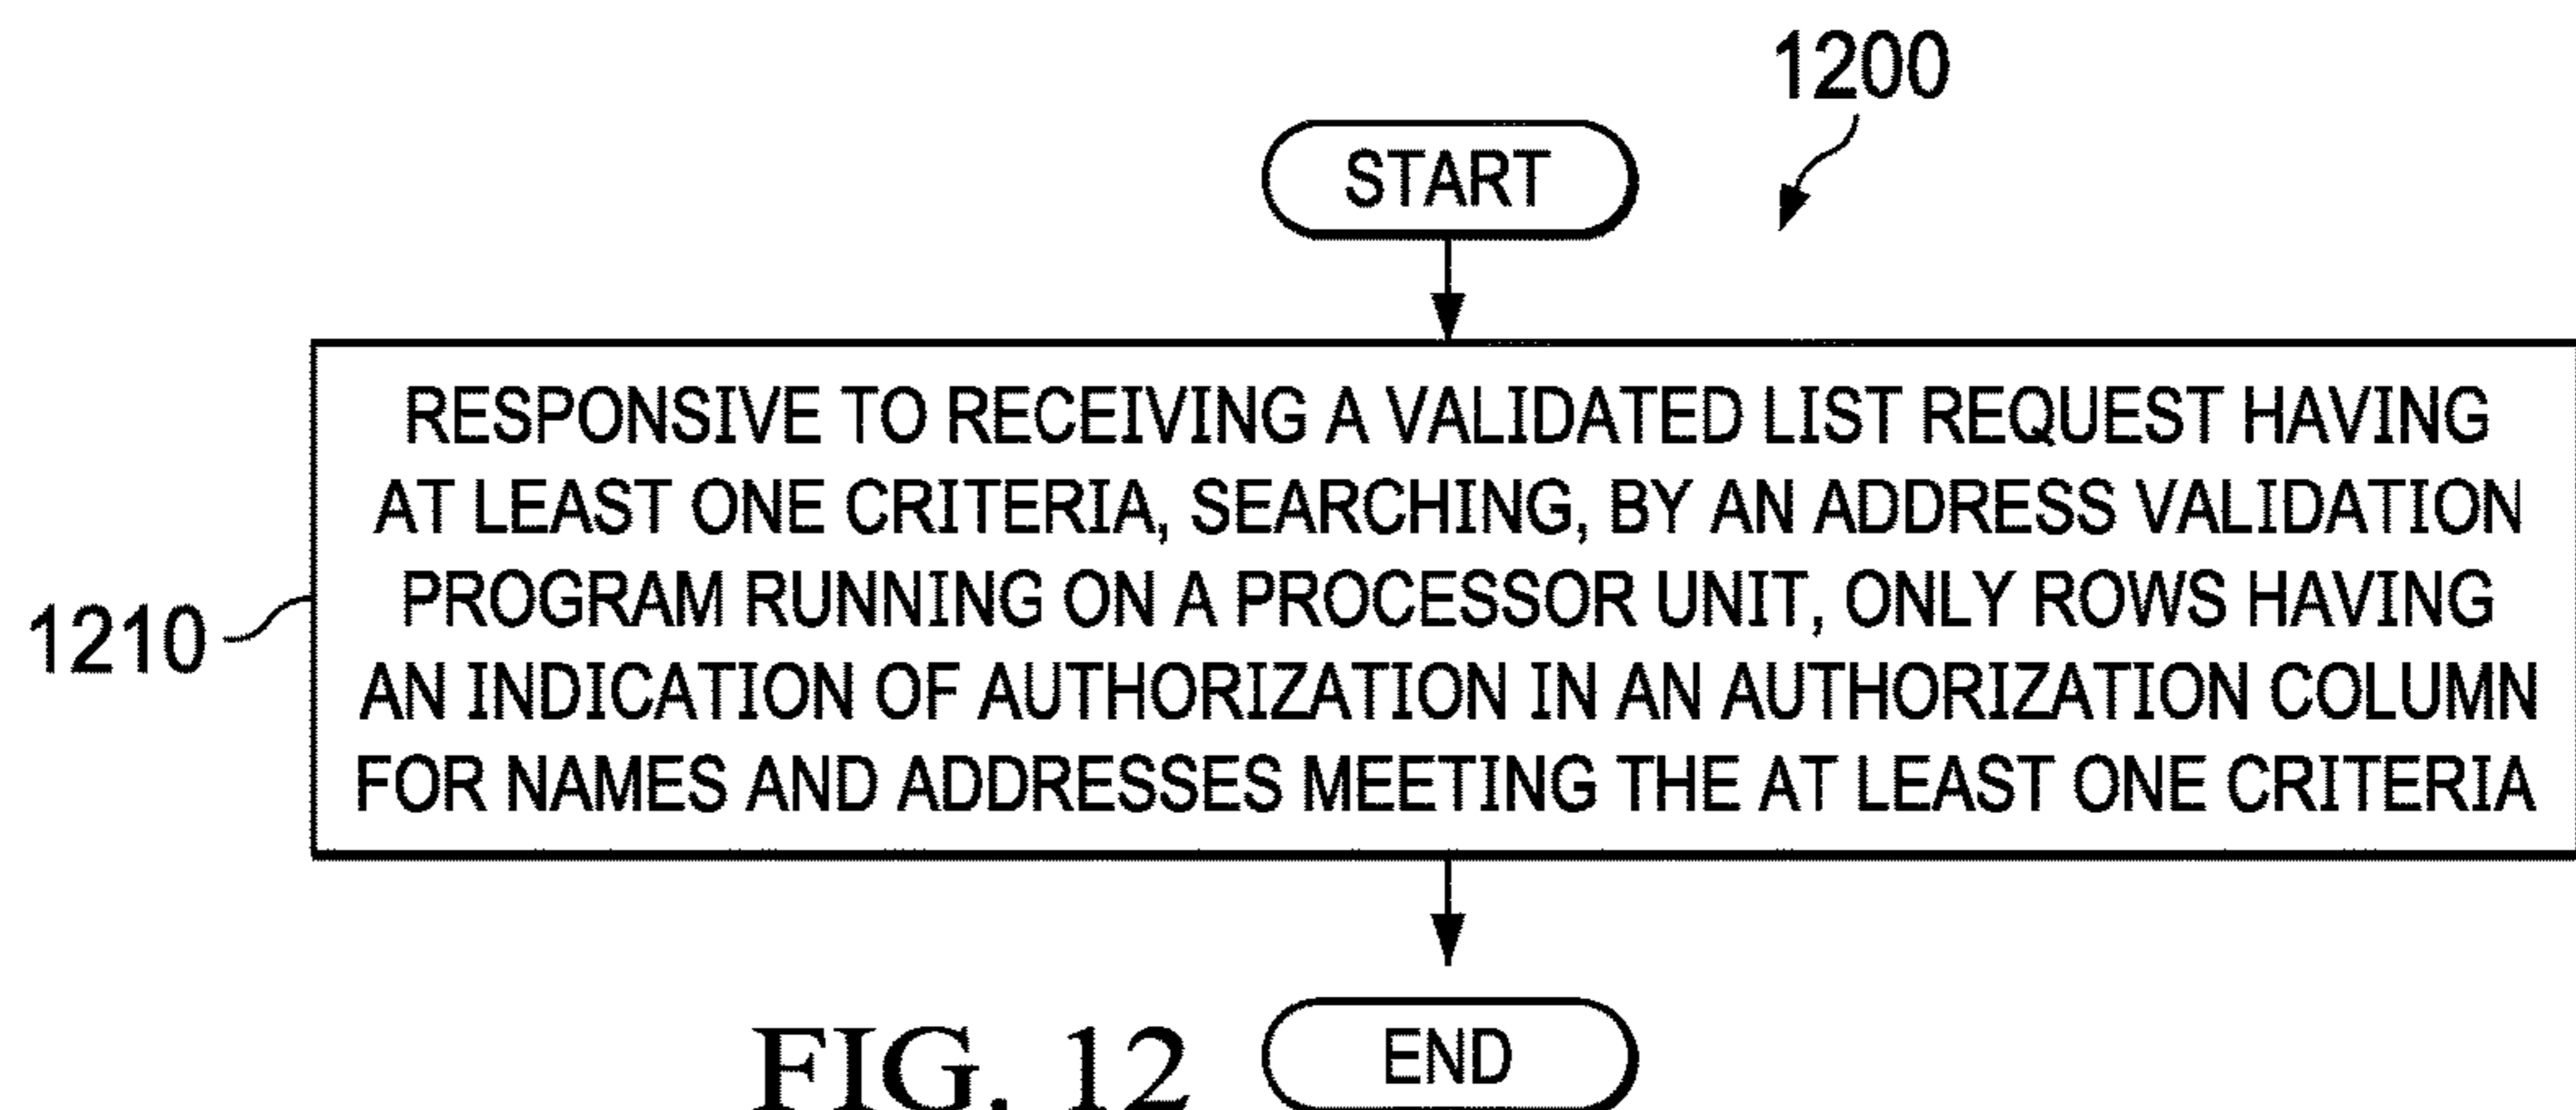 1200
START
RESPONSIVE TO RECEIVING A VALIDATED LIST REQUEST HAVING
AT LEAST ONE CRITERIA, SEARCHING, BY AN ADDRESS VALIDATION
PROGRAM RUNNING ON A PROCESSOR UNIT, ONLY ROWS HAVING
AN INDICATION OF AUTHORIZATION IN AN AUTHORIZATION COLUMN
FOR NAMES AND ADDRESSES MEETING THE AT LEAST ONE CRITERIA
1210
END
FIG. 12